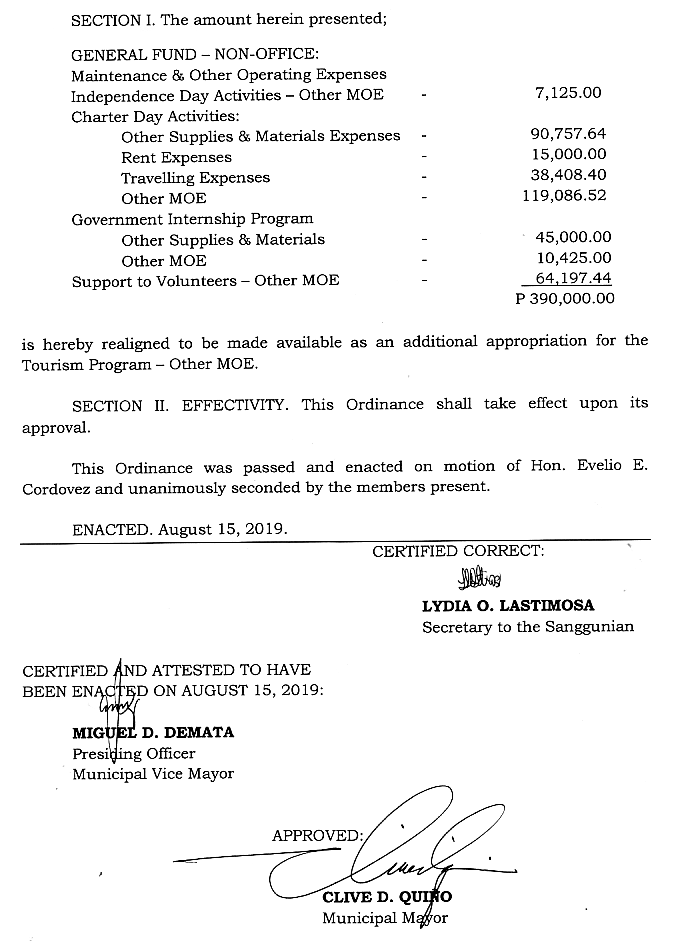 SECTION I. The amount herein presented;
GENERAL FUND – NON-OFFICE:
Maintenance & Other Operating Expenses
Independence Day Activities – Other MOE - 7,125.00
Charter Day Activities:
Other Supplies & Materials Expenses - 90,757.64
Rent Expenses - 15,000.00
Travelling Expenses - 38,408.40
Other MOE - 119,086.52
Government Internship Program
Other Supplies & Materials - 45,000.00
Other MOE - 10,425.00
Support to Volunteers – Other MOE - 64,197.44
P 390,000.00
is hereby realigned to be made available as an additional appropriation for the
Tourism Program – Other MOE.
SECTION II. EFFECTIVITY. This Ordinance shall take effect upon its
approval.
This Ordinance was passed and enacted on motion of Hon. Evelio E.
Cordovez and unanimously seconded by the members present.
ENACTED. August 15, 2019.
CERTIFIED CORRECT:
LYDIA O. LASTIMOSA
Secretary to the Sanggunian
CERTIFIED AND ATTESTED TO HAVE
BEEN ENACTED ON AUGUST 15, 2019:
MIGUEL D. DEMATA
Presiding Officer
Municipal Vice Mayor
APPROVED:
CLIVE D. QUIÑO
Municipal Mayor